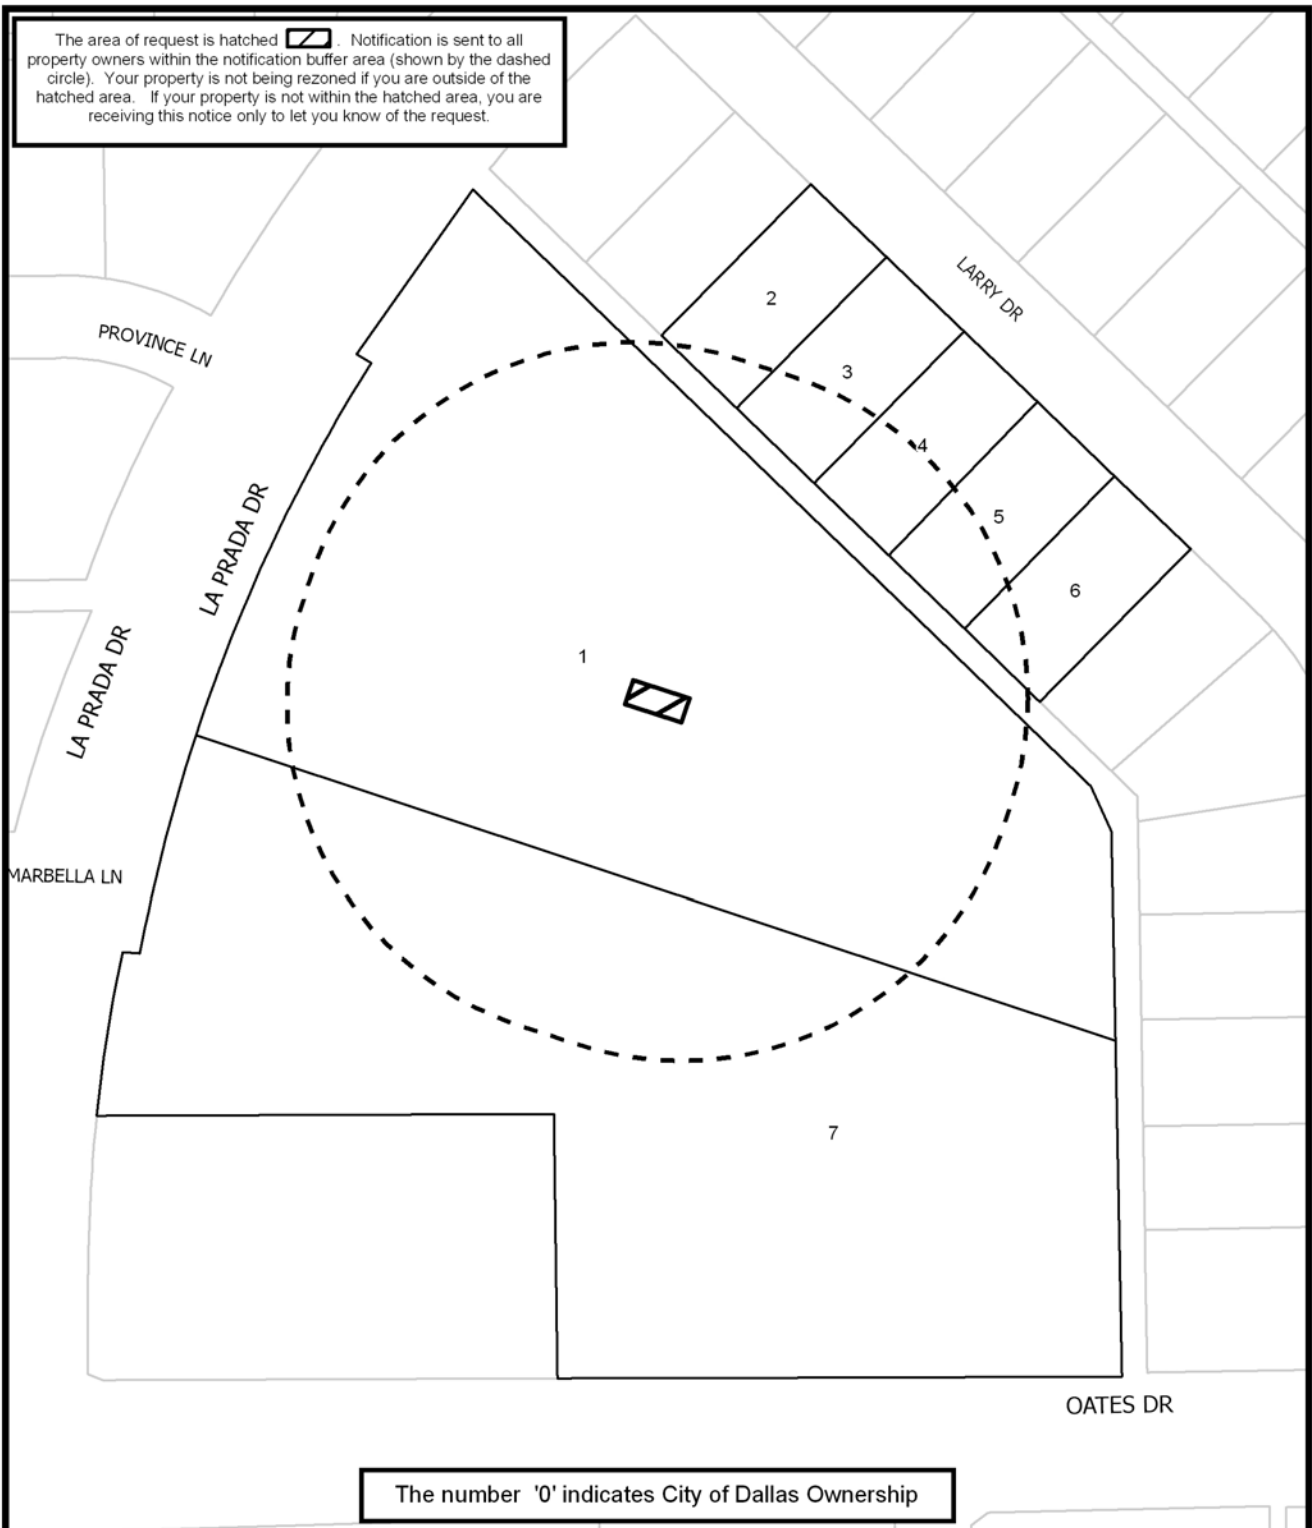 The area of request is hatched . Notification is sent to all
property owners within the notification buffer area (shown by the dashed
circle). Your property is not being rezoned if you are outside of the
hatched area. If your property is not within the hatched area, you are
receiving this notice only to let you know of the request.
LARRY DR
2
PROVINCE LN
3
4
LA PRADA DR
5
6
LA PRADA DR
1
MARBELLA LN
7
OATES DR
The number '0' indicates City of Dallas Ownership